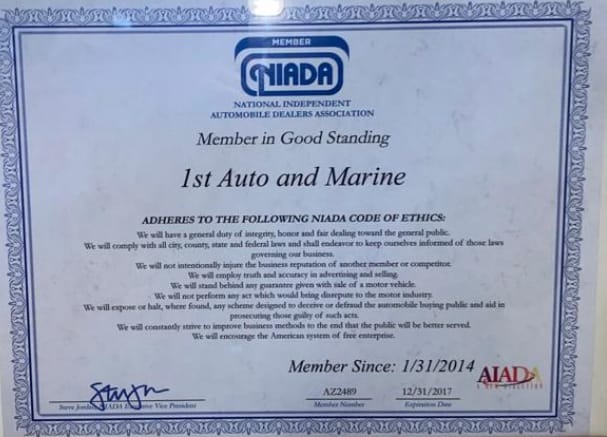 MEMBER
NIADA
NATIONAL INDEPENDENT
AUTOMOBILE DEALERS ASSOCIATION
Member in Good Standing
1st Auto and Marine
ADHERES TO THE FOLLOWING NIADA CODE OF ETHICS:
We will have a general duty of integrity, honor and fair dealing toward the general public.
We will comply with all city, county, state and federal laws and shall endeavor to keep ourselves informed of those laws
governing our business.
We will not intentionally injure the business reputation of another member or competitor.
We will employ truth and accuracy in advertising and selling.
We will stand behind any guarantee given with sale of a motor vehicle.
We will not perform any act which would bring disrepute to the motor industry.
We will expose or halt, where found, any scheme designed to deceive or defraud the automobile buying public and aid in
prosecuting those guilty of such acts.
We will constantly strive to improve business methods to the end that the public will be better served.
We will encourage the American system of free enterprise.
Member Since: 1/31/2014
AIADA
A NEW DIRECTION
AZ2489 12/31/2017
Steve Jordan, NIADA Executive Vice President Member Number Expiration Date